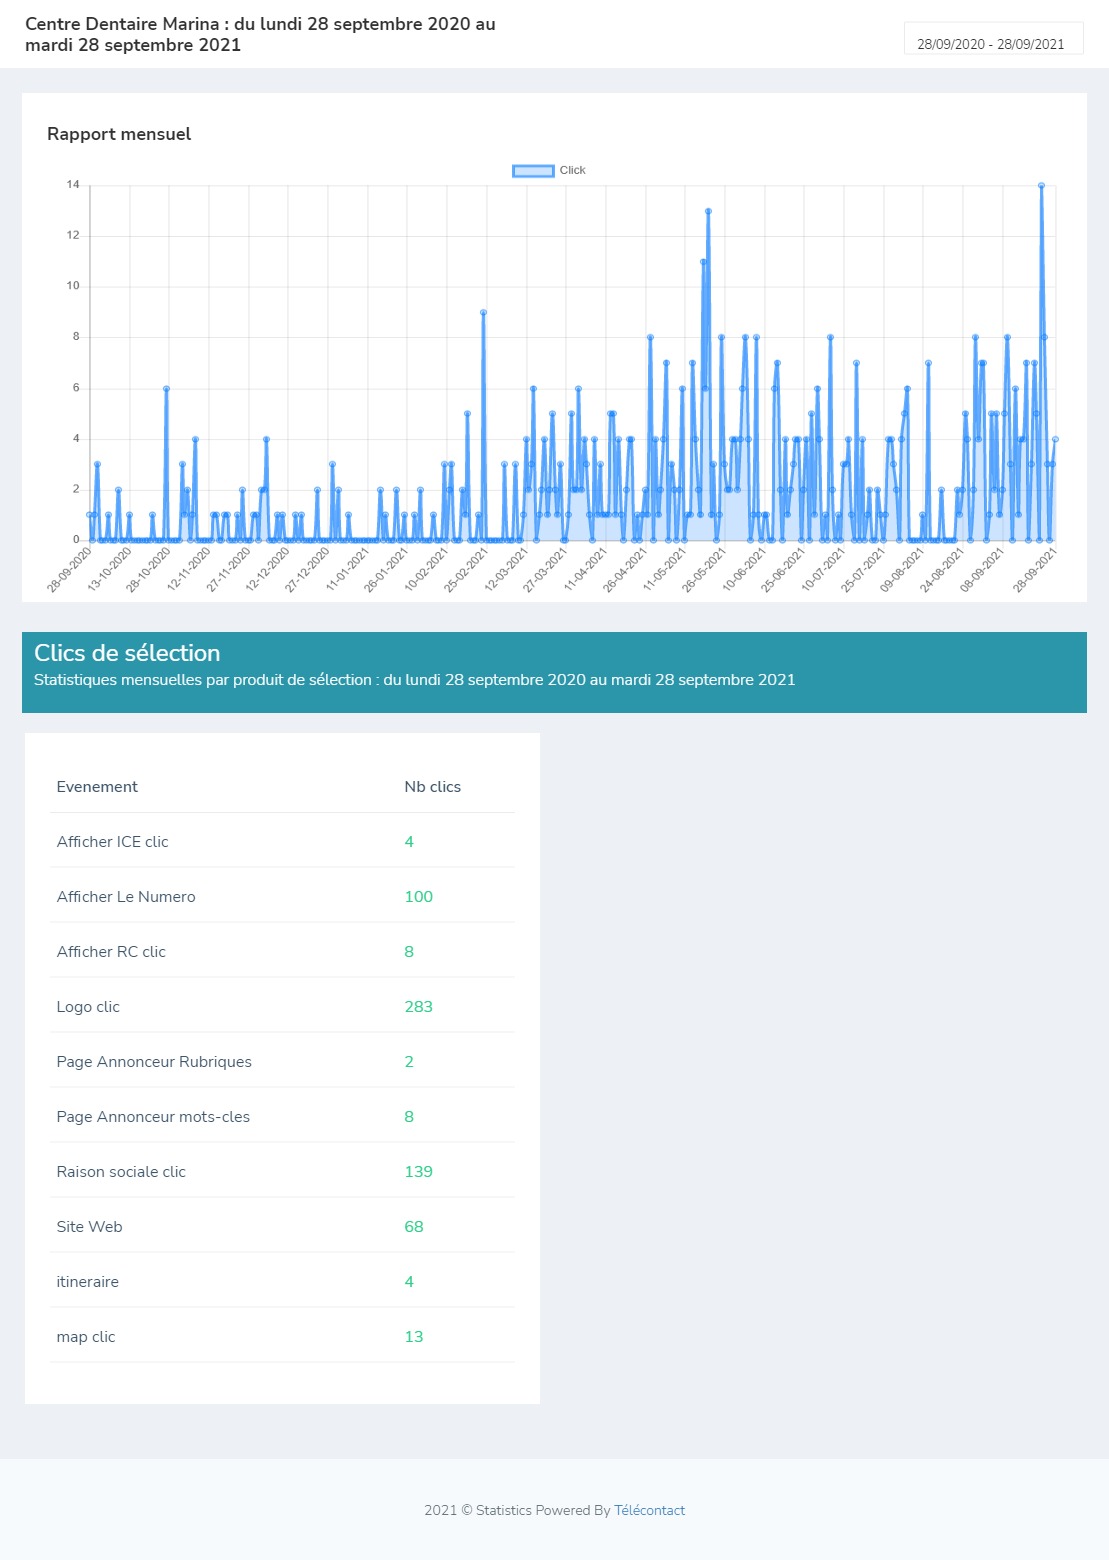 Centre Dentaire Marina : du lundi 28 septembre 2020 au
mardi 28 septembre 2021
28/09/2020 - 28/09/2021
Rapport mensuel
Click
14
12
10
8
6
4
2
0
28-09-2020
13-10-2020
28-10-2020
12-11-2020
27-11-2020
12-12-2020
27-12-2020
11-01-2021
26-01-2021
10-02-2021
25-02-2021
12-03-2021
27-03-2021
11-04-2021
26-04-2021
11-05-2021
26-05-2021
10-06-2021
25-06-2021
10-07-2021
25-07-2021
09-08-2021
24-08-2021
08-09-2021
28-09-2021
Clics de sélection
Statistiques mensuelles par produit de sélection : du lundi 28 septembre 2020 au mardi 28 septembre 2021
Evenement Nb clics
Afficher ICE clic 4
Afficher Le Numero 100
Afficher RC clic 8
Logo clic 283
Page Annonceur Rubriques 2
Page Annonceur mots-cles 8
Raison sociale clic 139
Site Web 68
itineraire 4
map clic 13
2021 © Statistics Powered By Télécontact